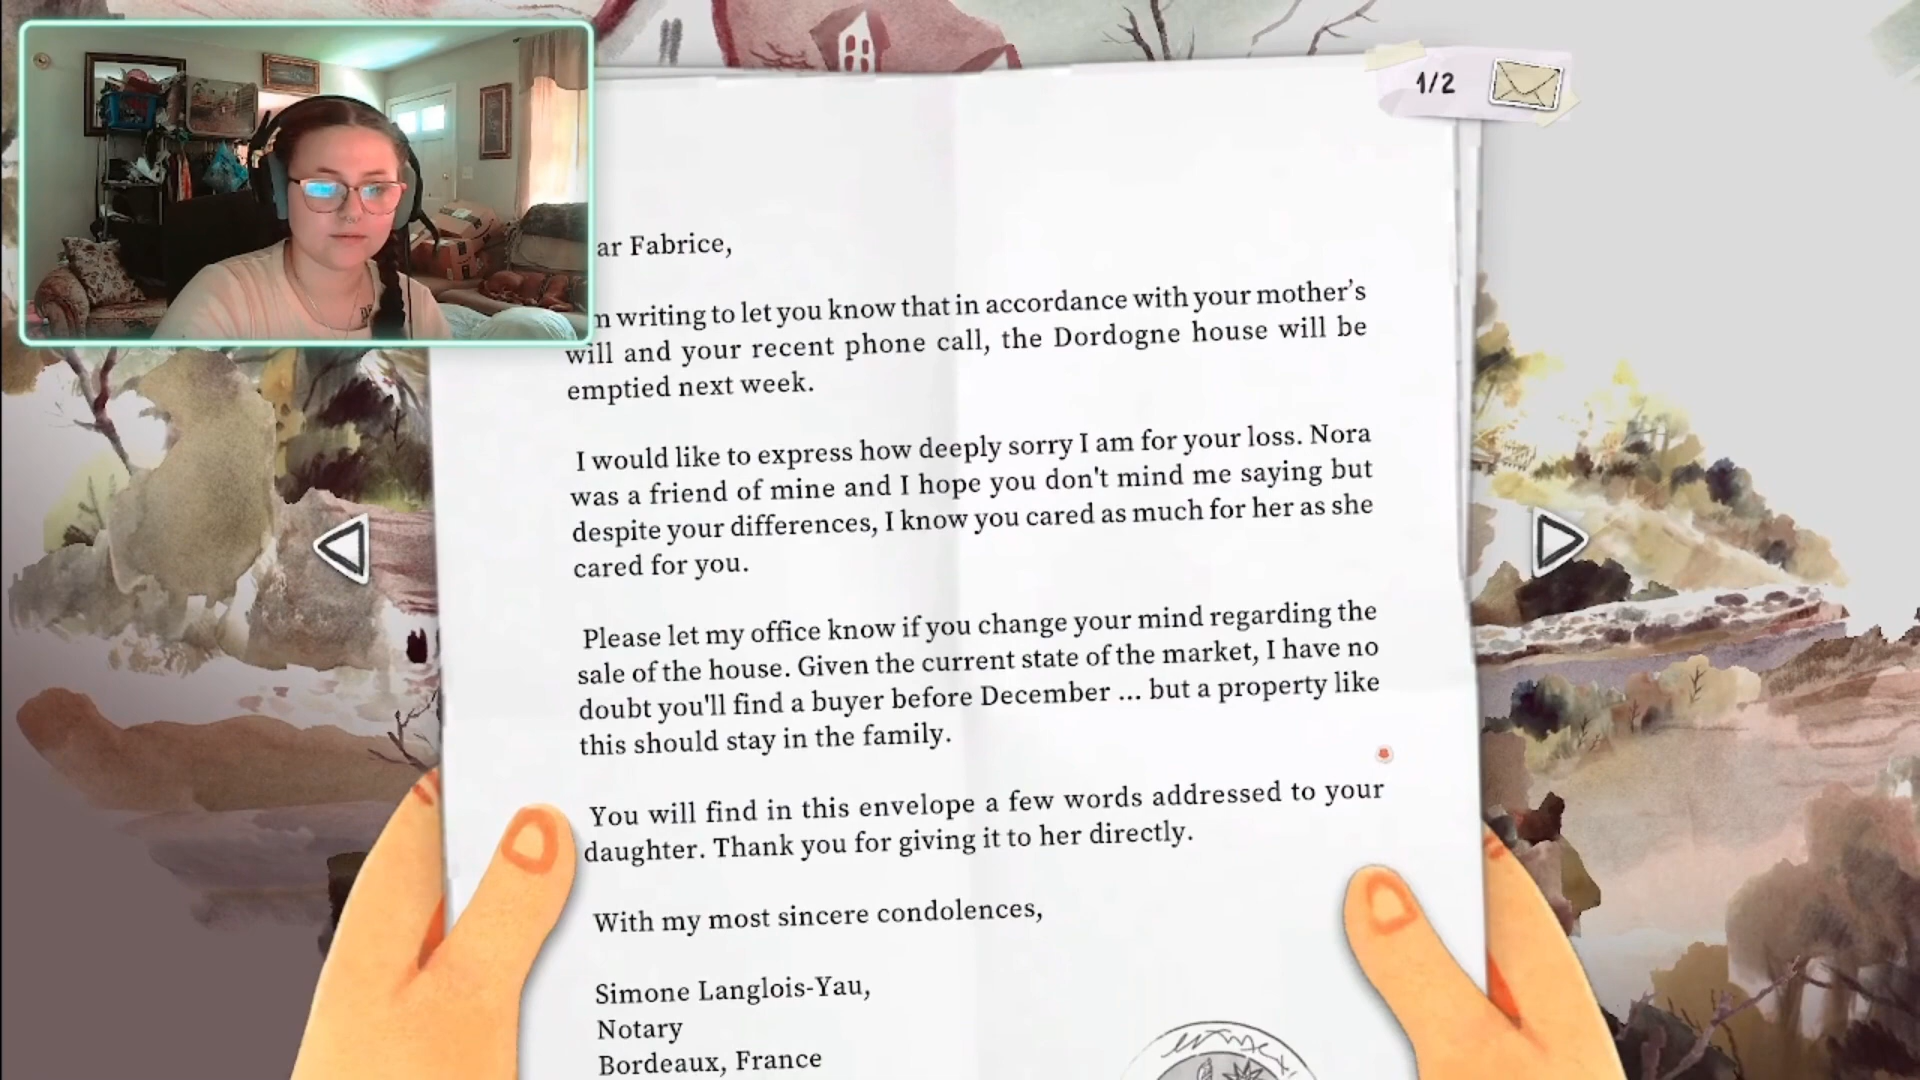 1/2
ar Fabrice,
m writing to let you know that in accordance with your mother's
will and your recent phone call, the Dordogne house will be
emptied next week.
I would like to express how deeply sorry I am for your loss. Nora
was a friend of mine and I hope you don't mind me saying but
despite your differences, I know you cared as much for her as she
cared for you.
Please let my office know if you change your mind regarding the
sale of the house. Given the current state of the market, I have no
doubt you'll find a buyer before December ... but a property like
this should stay in the family.
You will find in this envelope a few words addressed to your
daughter. Thank you for giving it to her directly.
With my most sincere condolences,
Simone Langlois-Yau,
Notary
Bordeaux, France